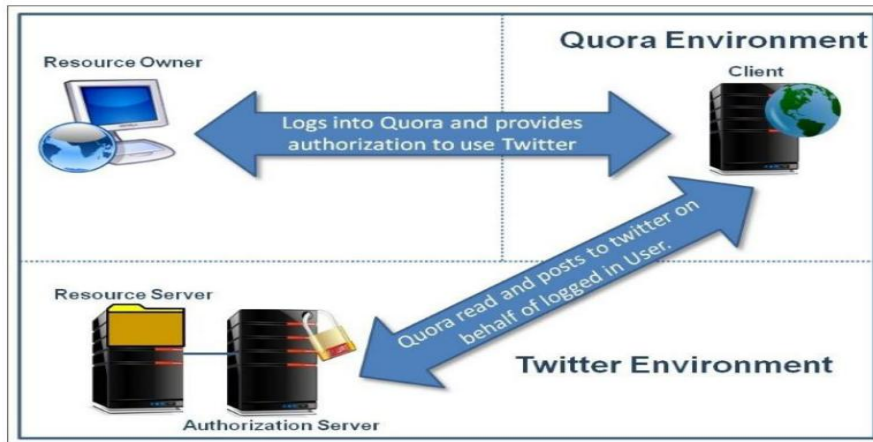 Quora Environment
Resource Owner
Client
Logs into Quora and provides
authorization to use Twitter
Quora read and posts to twitter on
behalf of logged in User.
Resource Server
Twitter Environment
Authorization Server